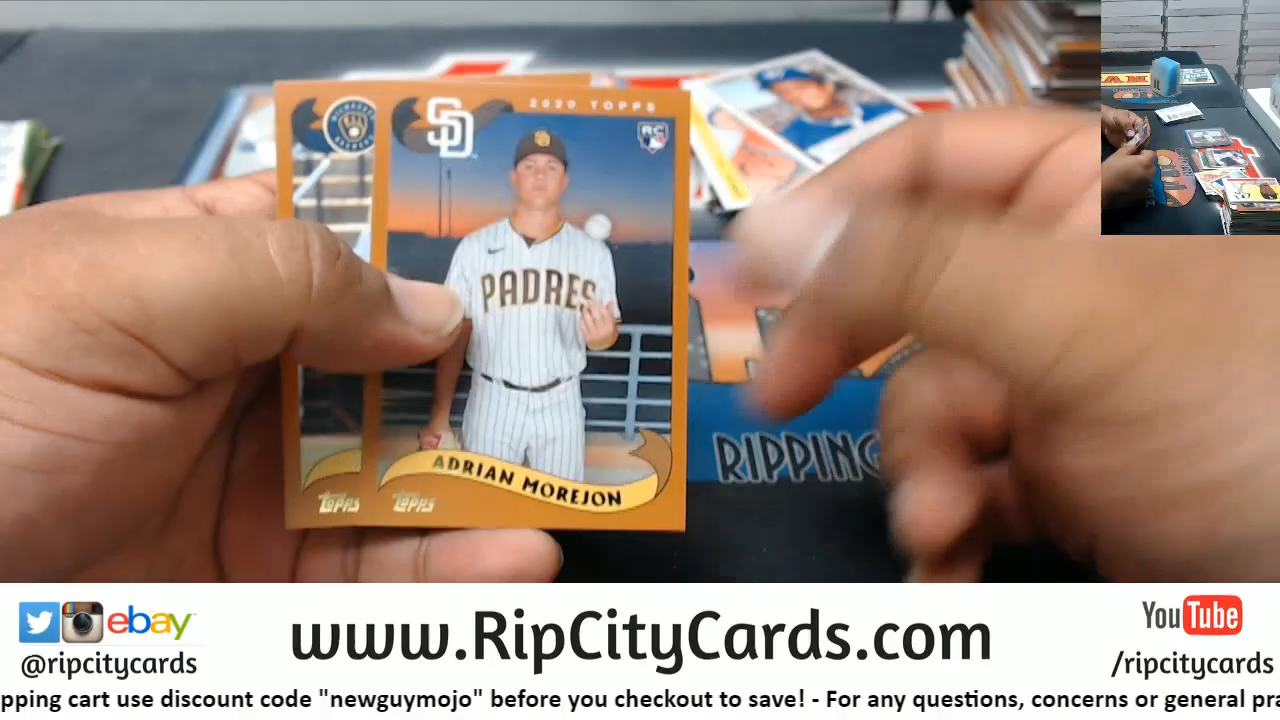 2020 TOPPS
SD
RC
PADRES
ADRIAN MOREJON
TOPPS
TOPPS
RIPPING
ebay
www.RipCityCards.com
YouTube
@ripcitycards
/ripcitycards
pping cart use discount code "newguymojo" before you checkout to save! - For any questions, concerns or general pra